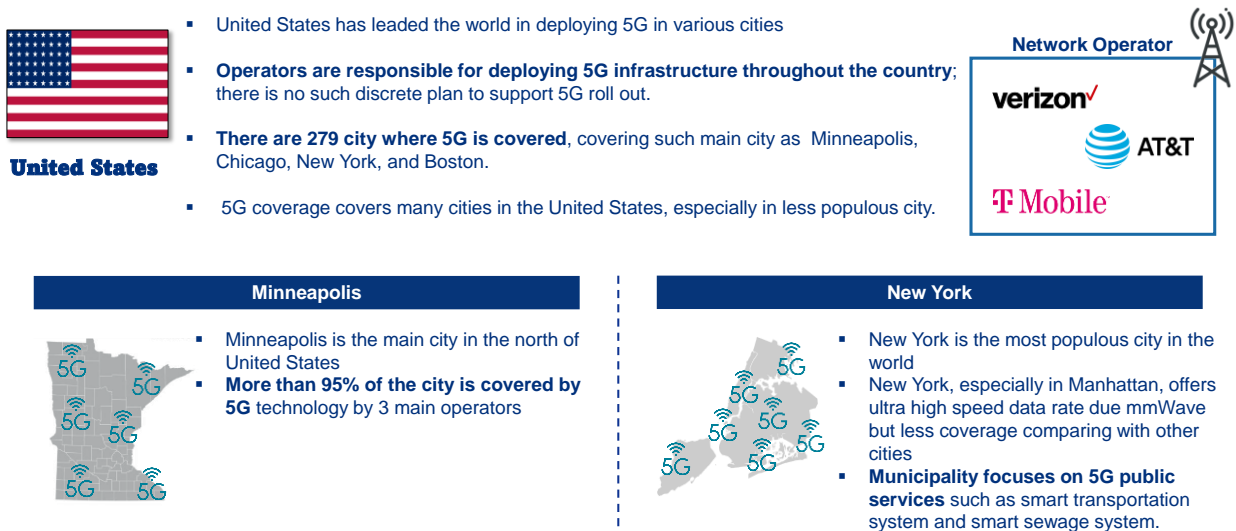 United States has leaded the world in deploying 5G in various cities
Operators are responsible for deploying 5G infrastructure throughout the country;
there is no such discrete plan to support 5G roll out.
There are 279 city where 5G is covered, covering such main city as Minneapolis,
Chicago, New York, and Boston.
5G coverage covers many cities in the United States, especially in less populous city.
United States
Network Operator
verizon
AT&T
T Mobile
Minneapolis
5G
5G
5G
5G
5G
5G
Minneapolis is the main city in the north of
United States
More than 95% of the city is covered by
5G technology by 3 main operators
New York
5G
5G
5G
5G
5G
5G
5G
New York is the most populous city in the
world
New York, especially in Manhattan, offers
ultra high speed data rate due mmWave
but less coverage comparing with other
cities
Municipality focuses on 5G public
services such as smart transportation
system and smart sewage system.